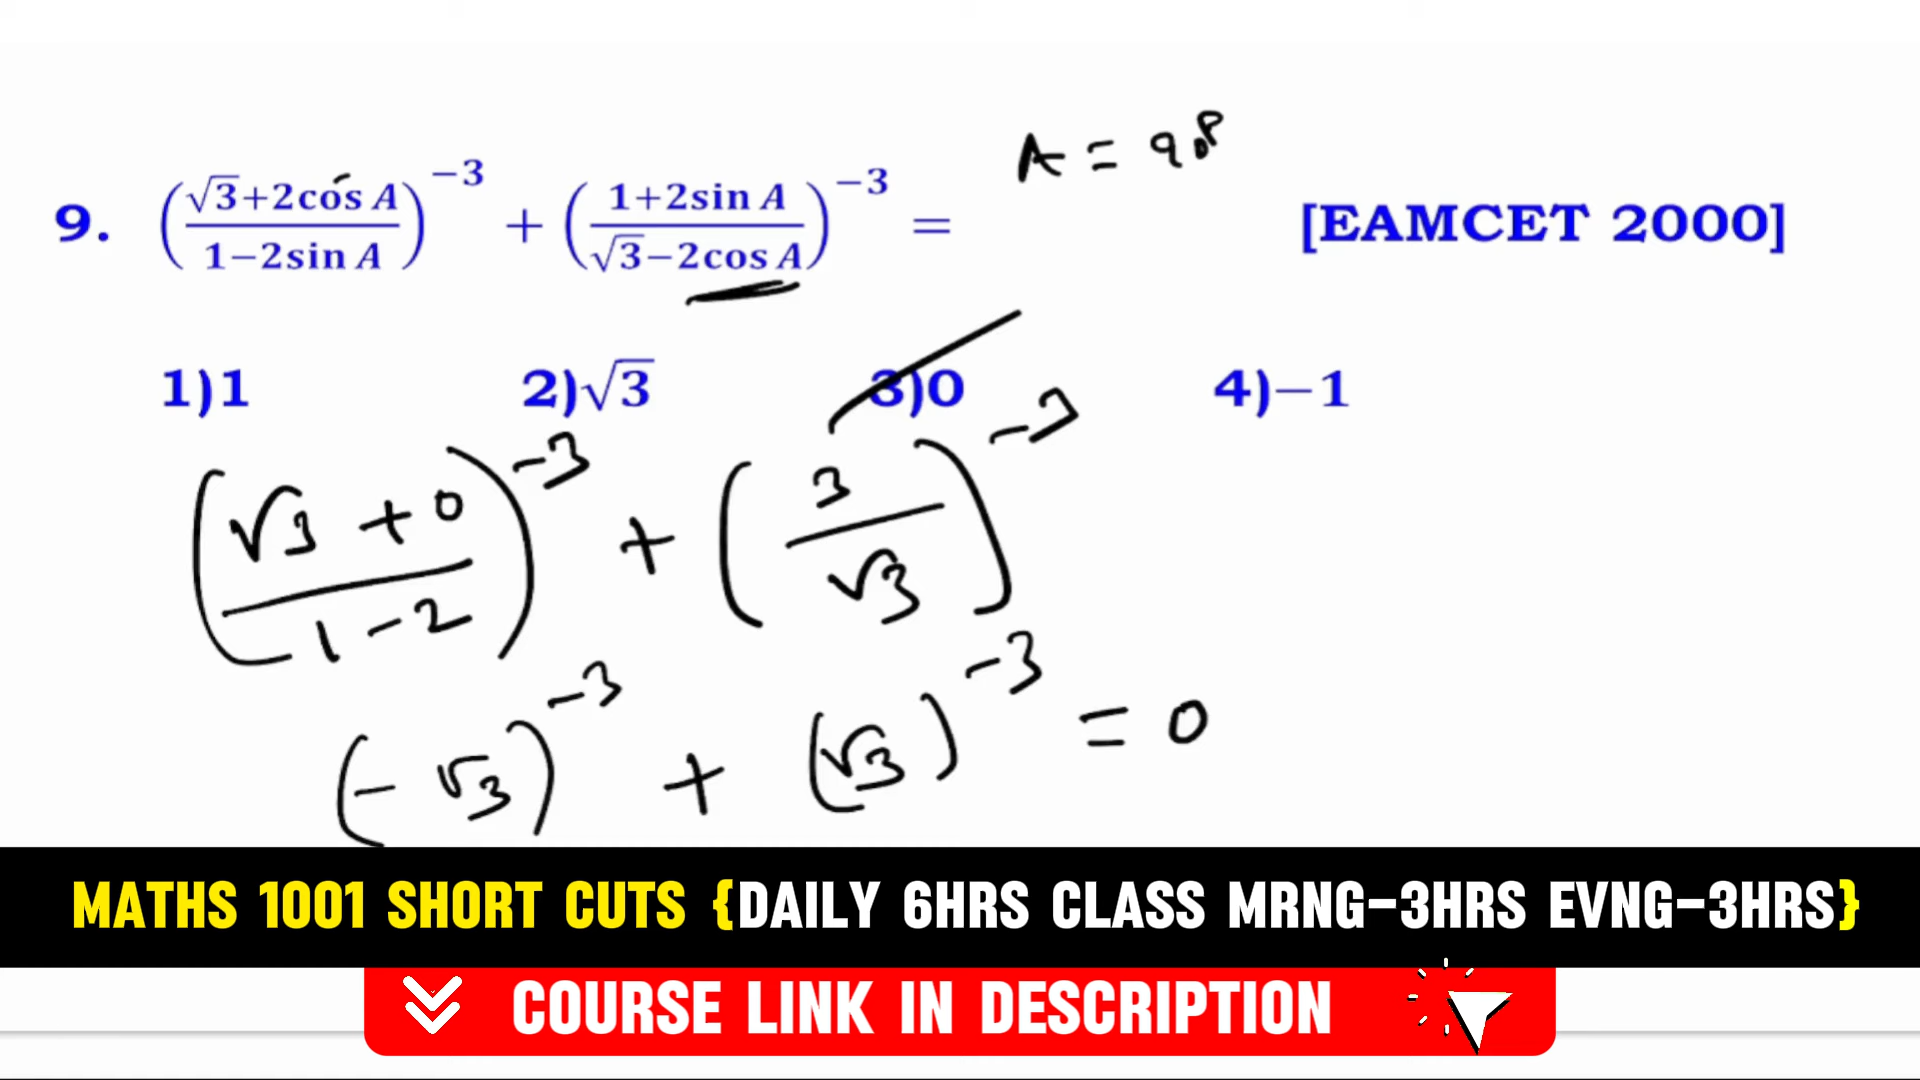 A = 90°
9. ((√3+2cos A)/(1−2sin A))^−3 + ((1+2sin A)/(√3−2cos A))^−3 = [EAMCET 2000]
1)1 2)√3 3)0 4)−1
((√3 + 0)/(1 − 2))^−3 + (3/√3)^−3
(− √3)^−3 + (√3)^−3 = 0
MATHS 1001 SHORT CUTS {DAILY 6HRS CLASS MRNG-3HRS EVNG-3HRS}
COURSE LINK IN DESCRIPTION